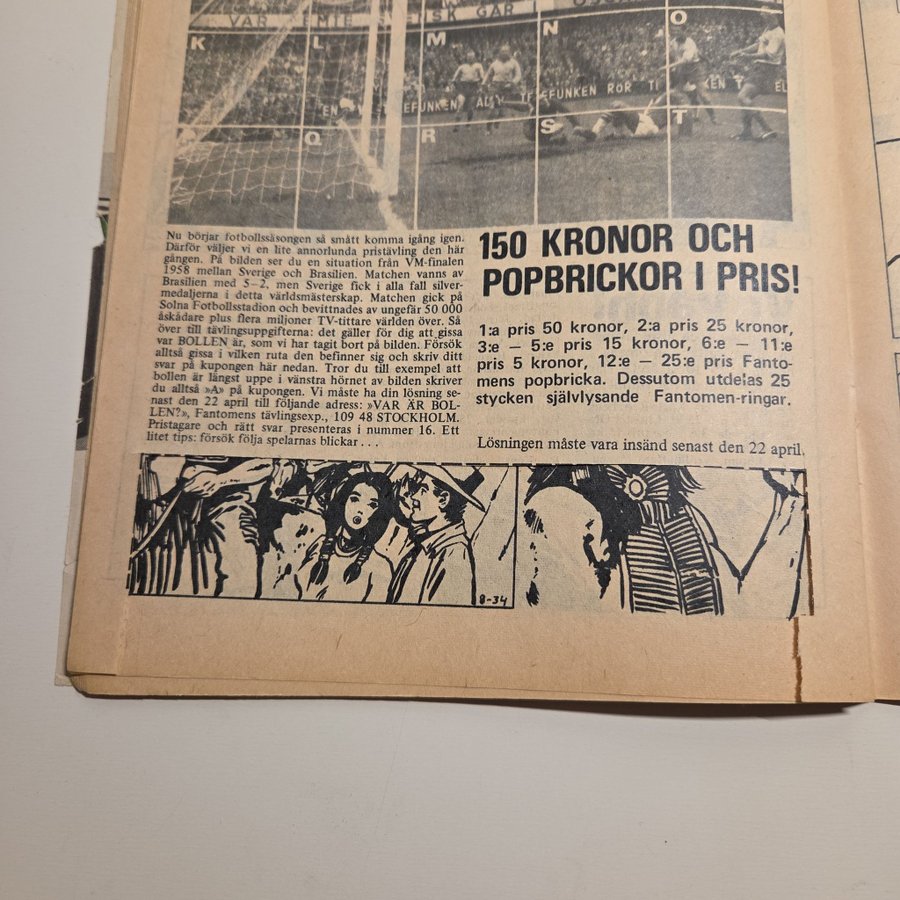 VAR
SK GÅR
K L M N O
TELEFUNKEN RÖR
Q R S T
Nu börjar fotbollssäsongen så smått komma igång igen.
Därför väljer vi en lite annorlunda pristävling den här
gången. På bilden ser du en situation från VM-finalen
1958 mellan Sverige och Brasilien. Matchen vanns av
Brasilien med 5–2, men Sverige fick i alla fall silver-
medaljerna i detta världsmästerskap. Matchen gick på
Solna Fotbollsstadion och bevittnades av ungefär 50 000
åskådare plus flera miljoner TV-tittare världen över. Så
över till tävlingsuppgifterna: det gäller för dig att gissa
var BOLLEN är, som vi har tagit bort på bilden. Försök
alltså gissa i vilken ruta den befinner sig och skriv ditt
svar på kupongen här nedan. Tror du till exempel att
bollen är längst uppe i vänstra hörnet av bilden skriver
du alltså »A» på kupongen. Vi måste ha din lösning se-
nast den 22 april till följande adress: »VAR ÄR BOL-
LEN?», Fantomens tävlingsexp., 109 48 STOCKHOLM.
Pristagare och rätt svar presenteras i nummer 16. Ett
litet tips: försök följa spelarnas blickar . . .
150 KRONOR OCH
POPBRICKOR I PRIS!
1:a pris 50 kronor, 2:a pris 25 kronor,
3:e — 5:e pris 15 kronor, 6:e — 11:e
pris 5 kronor, 12:e — 25:e pris Fanto-
mens popbricka. Dessutom utdelas 25
stycken självlysande Fantomen-ringar.
Lösningen måste vara insänd senast den 22 april.
8-34